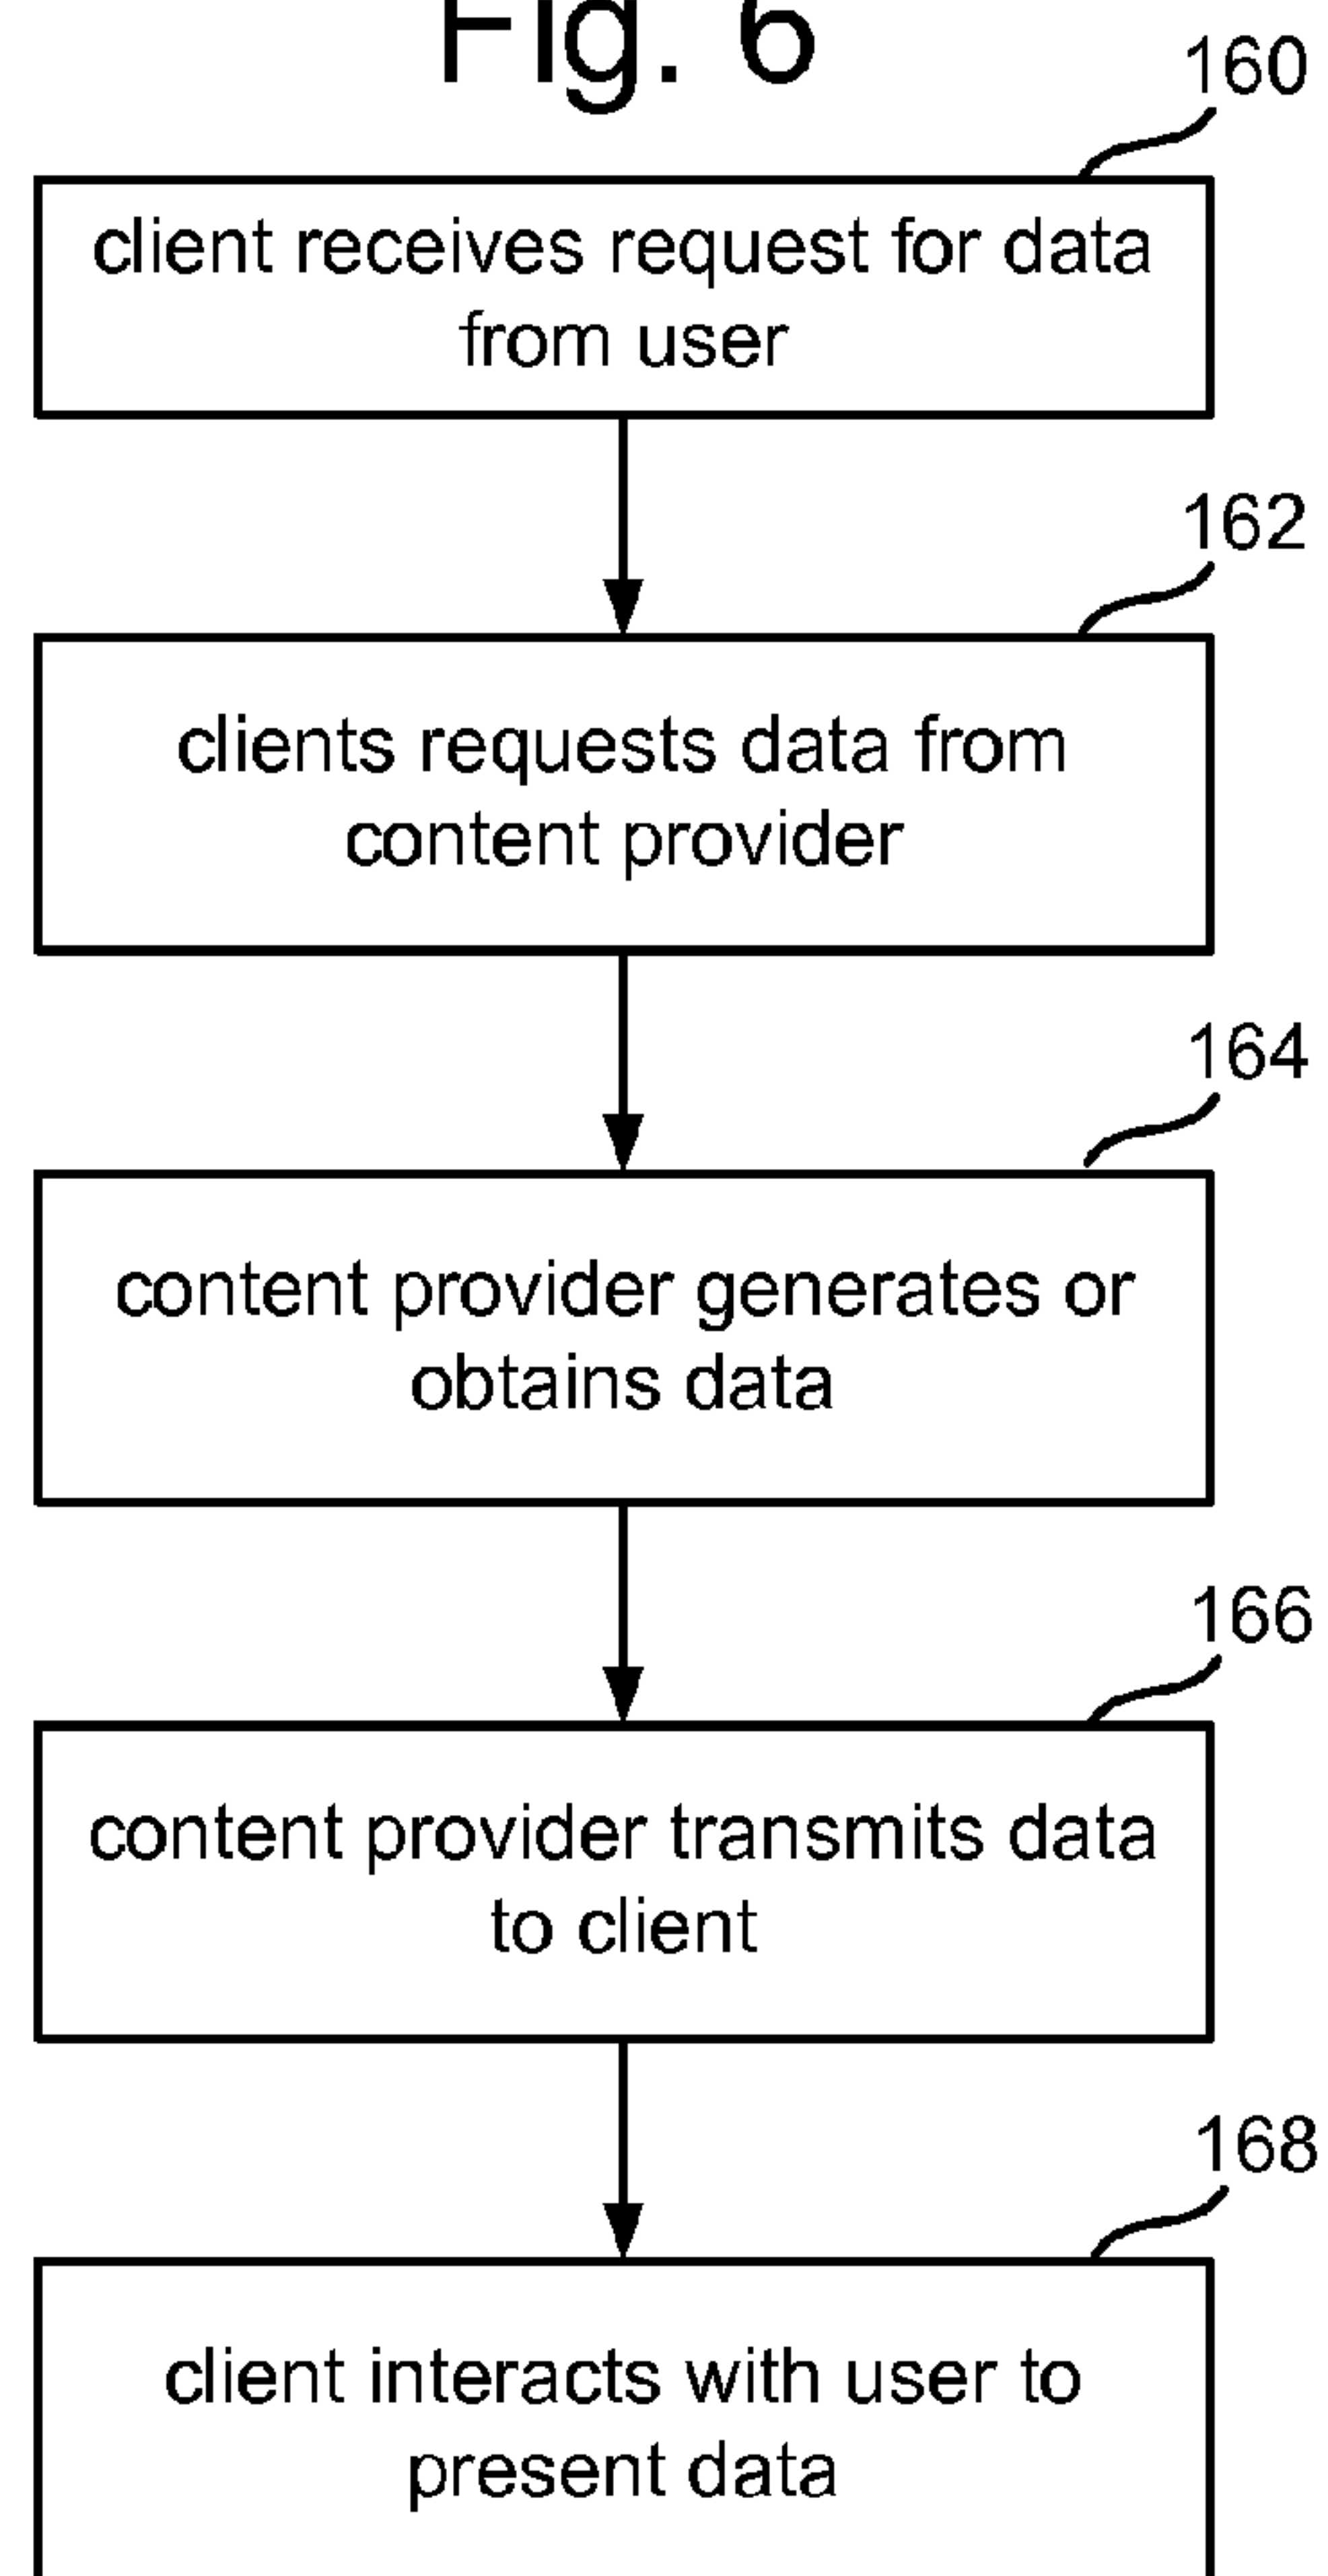 Fig. 6
160
client receives request for data
from user
162
clients requests data from
content provider
164
content provider generates or
obtains data
166
content provider transmits data
to client
168
client interacts with user to
present data